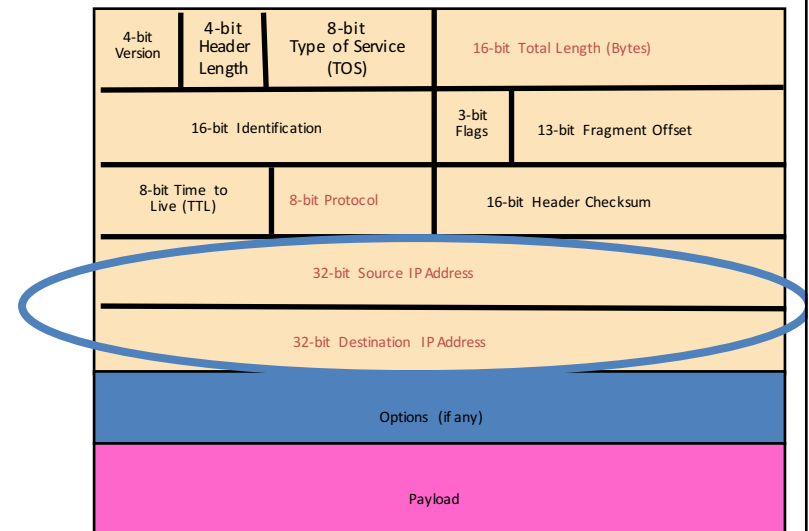 4-bit
Version
4-bit
Header
Length
8-bit
Type of Service
(TOS)
16-bit Total Length (Bytes)
16-bit Identification
3-bit
Flags
13-bit Fragment Offset
8-bit Time to
Live (TTL)
8-bit Protocol
16-bit Header Checksum
32-bit Source IP Address
32-bit Destination IP Address
Options (if any)
Payload